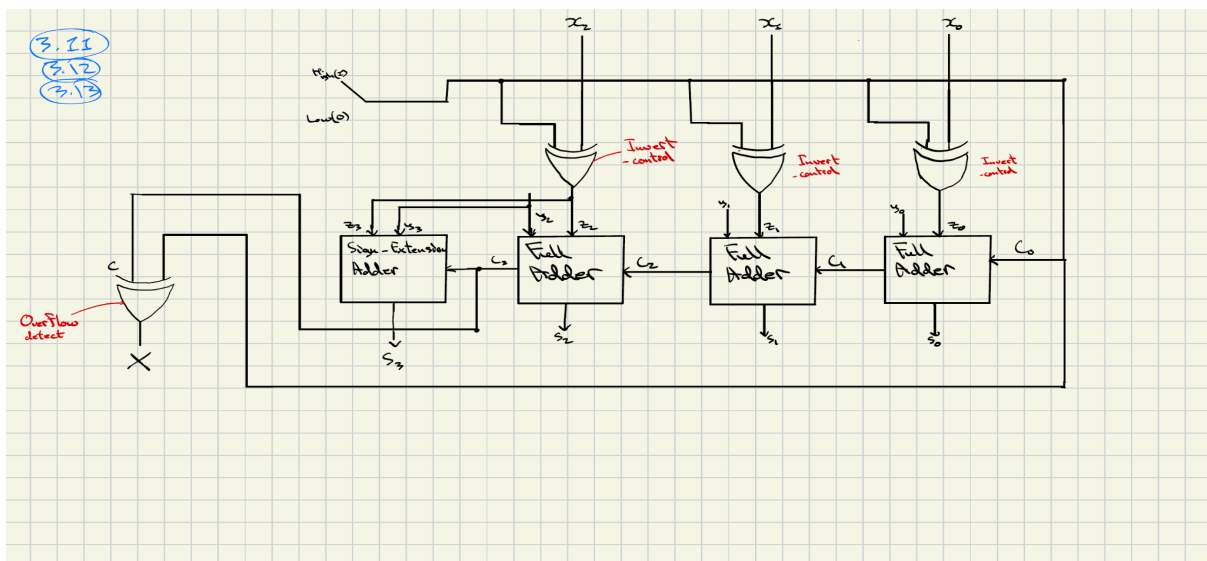 3.11
3.12
3.13
x₂
x₁
x₀
Low(0)
Invert
-control
Invert
-control
Invert
-control
z₃
y₃
y₂
z₂
y₁
z₁
y₀
z₀
Sign-Extension
Adder
C₃
Full
Adder
C₂
Full
Adder
C₁
Full
Adder
C₀
C
Overflow
detect
X
S₃
S₂
S₁
S₀